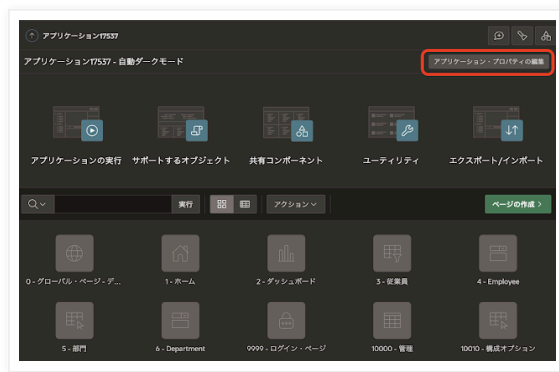 アプリケーション17537
アプリケーション17537 - 自動ダークモード
アプリケーション・プロパティの編集
アプリケーションの実行 サポートするオブジェクト 共有コンポーネント ユーティリティ エクスポート/インポート
実行 アクション ページの作成
0 - グローバル・ページ - デ... 1 - ホーム 2 - ダッシュボード 3 - 従業員 4 - Employee
5 - 部門 6 - Department 9999 - ログイン・ページ 10000 - 管理 10010 - 構成オプション